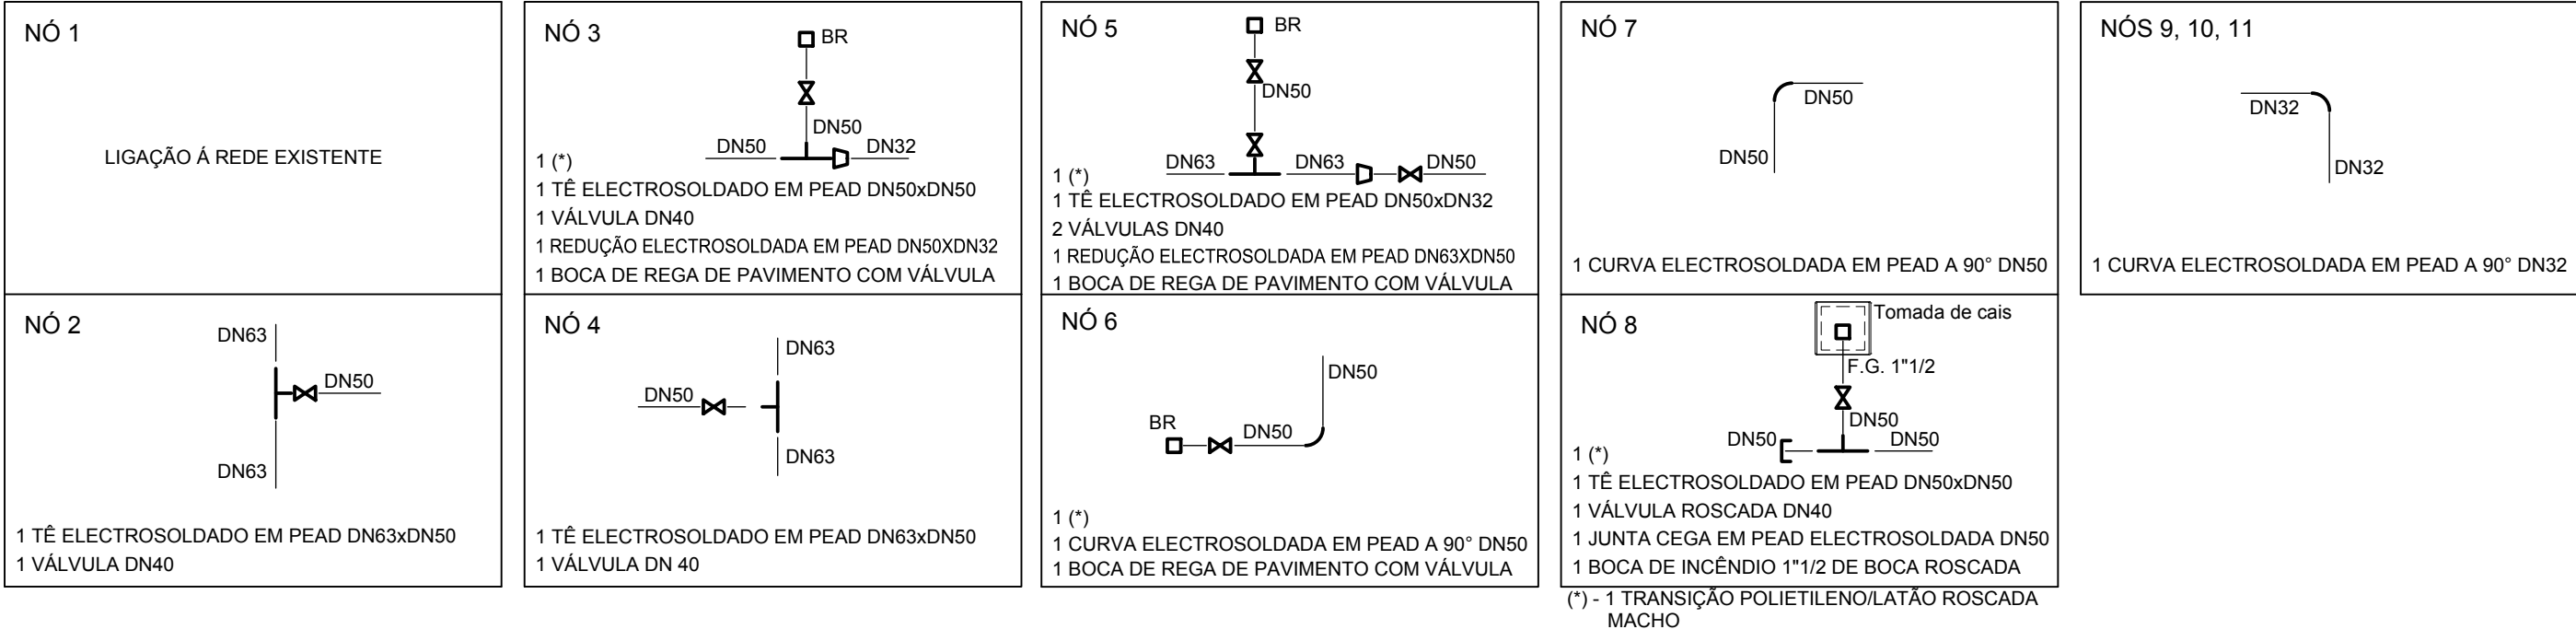 NÓ 1
LIGAÇÃO Á REDE EXISTENTE
NÓ 2
DN63
DN50
DN63
1 TÊ ELECTROSOLDADO EM PEAD DN63xDN50
1 VÁLVULA DN40
NÓ 3
BR
DN50
DN50
DN32
1 (*)
1 TÊ ELECTROSOLDADO EM PEAD DN50xDN50
1 VÁLVULA DN40
1 REDUÇÃO ELECTROSOLDADA EM PEAD DN50XDN32
1 BOCA DE REGA DE PAVIMENTO COM VÁLVULA
NÓ 4
DN63
DN50
DN63
1 TÊ ELECTROSOLDADO EM PEAD DN63xDN50
1 VÁLVULA DN 40
NÓ 5
BR
DN50
DN63
DN63
DN50
1 (*)
1 TÊ ELECTROSOLDADO EM PEAD DN50xDN32
2 VÁLVULAS DN40
1 REDUÇÃO ELECTROSOLDADA EM PEAD DN63XDN50
1 BOCA DE REGA DE PAVIMENTO COM VÁLVULA
NÓ 6
DN50
BR
DN50
1 (*)
1 CURVA ELECTROSOLDADA EM PEAD A 90° DN50
1 BOCA DE REGA DE PAVIMENTO COM VÁLVULA
NÓ 7
DN50
DN50
1 CURVA ELECTROSOLDADA EM PEAD A 90° DN50
NÓ 8
Tomada de cais
F.G. 1"1/2
DN50
DN50
DN50
1 (*)
1 TÊ ELECTROSOLDADO EM PEAD DN50xDN50
1 VÁLVULA ROSCADA DN40
1 JUNTA CEGA EM PEAD ELECTROSOLDADA DN50
1 BOCA DE INCÊNDIO 1"1/2 DE BOCA ROSCADA
(*) - 1 TRANSIÇÃO POLIETILENO/LATÃO ROSCADA
MACHO
NÓS 9, 10, 11
DN32
DN32
1 CURVA ELECTROSOLDADA EM PEAD A 90° DN32